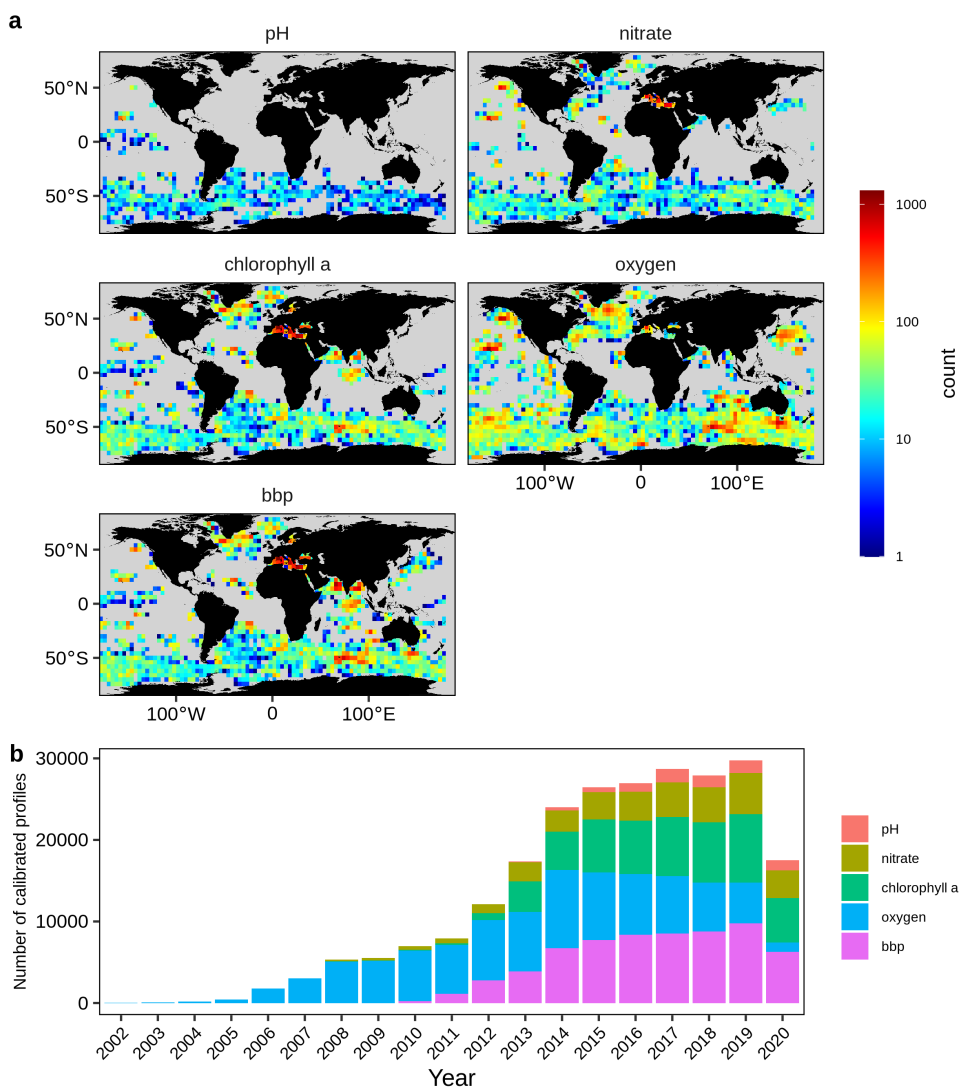 a
pH
nitrate
50°N
0
50°S
chlorophyll a
oxygen
50°N
0
50°S
100°W
0
100°E
bbp
50°N
0
50°S
100°W
0
100°E
1000
100
10
1
count
b
30000
20000
10000
0
Number of calibrated profiles
2002
2003
2004
2005
2006
2007
2008
2009
2010
2011
2012
2013
2014
2015
2016
2017
2018
2019
2020
Year
pH
nitrate
chlorophyll a
oxygen
bbp